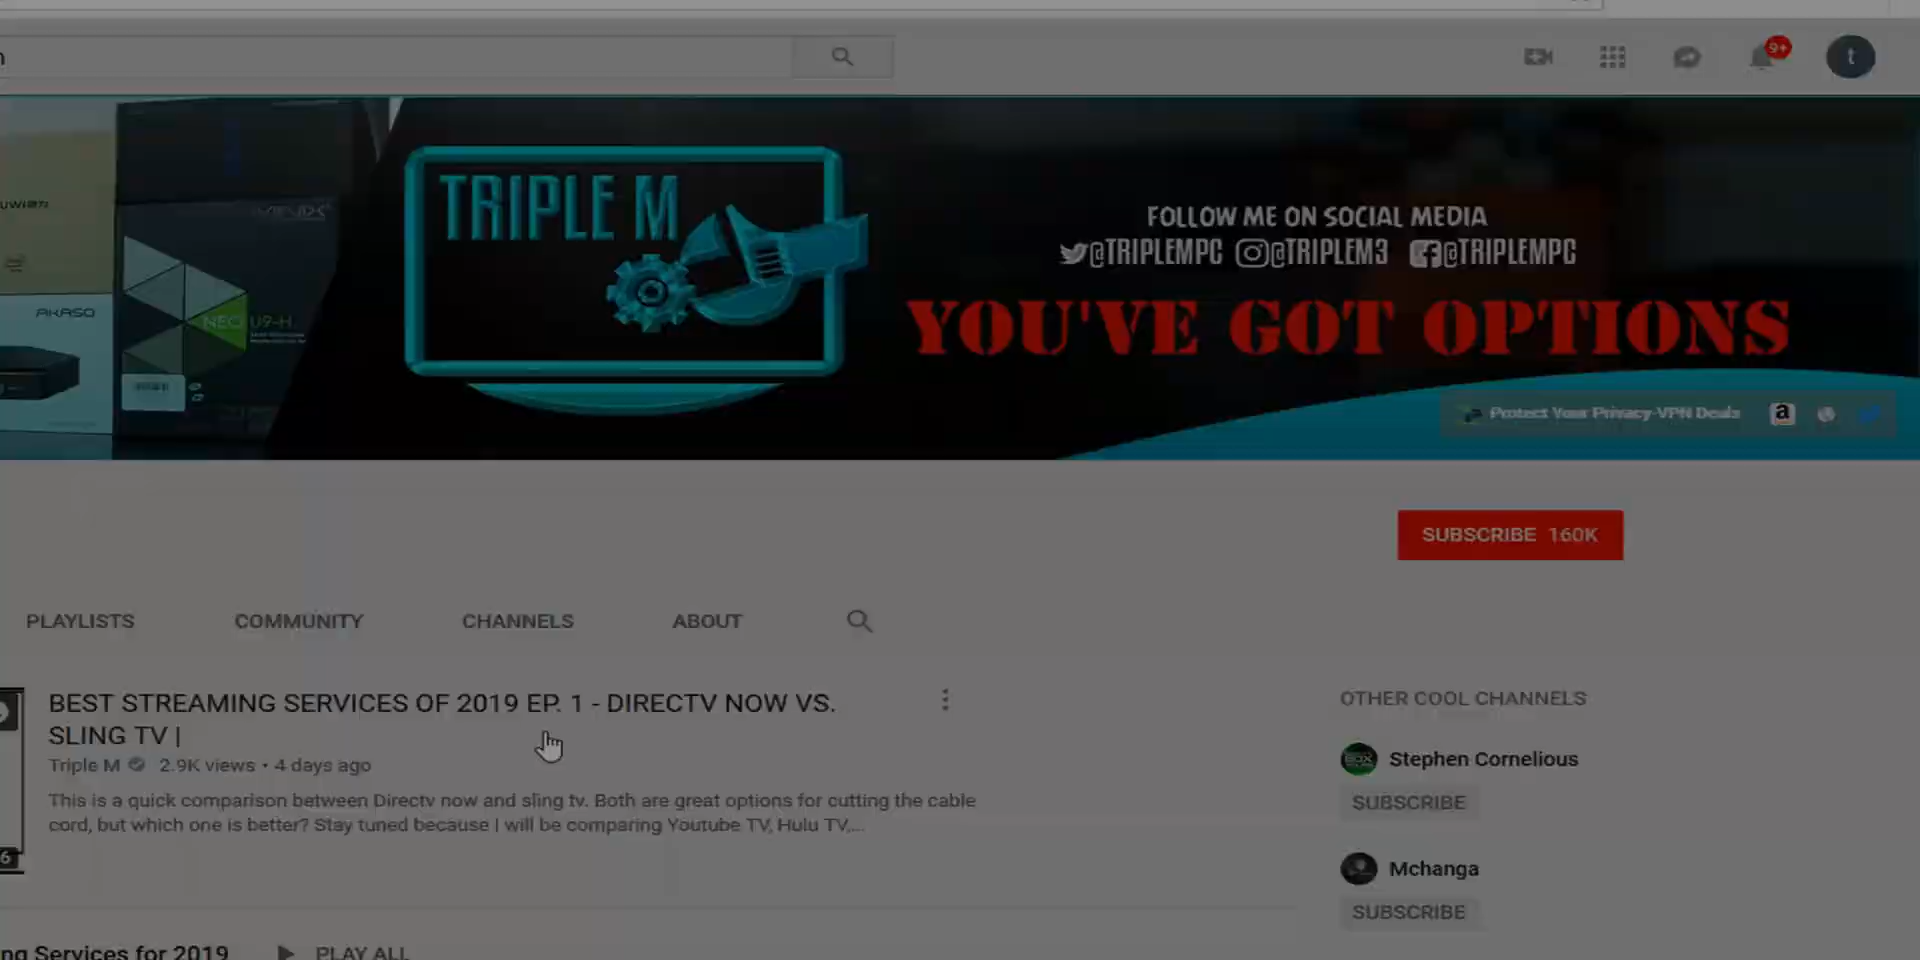 9+
t
TRIPLE M
FOLLOW ME ON SOCIAL MEDIA
@TRIPLEMPC @TRIPLEM3 @TRIPLEMPC
YOU'VE GOT OPTIONS
AKASO
NEO U9-H
Protect Your Privacy-VPN Deals
SUBSCRIBE 160K
PLAYLISTS COMMUNITY CHANNELS ABOUT
BEST STREAMING SERVICES OF 2019 EP. 1 - DIRECTV NOW VS.
SLING TV |
Triple M 2.9K views • 4 days ago
This is a quick comparison between Directv now and sling tv. Both are great options for cutting the cable
cord, but which one is better? Stay tuned because I will be comparing Youtube TV, Hulu TV,...
6
OTHER COOL CHANNELS
Stephen Cornelious
SUBSCRIBE
Mchanga
SUBSCRIBE
ng Services for 2019 PLAY ALL